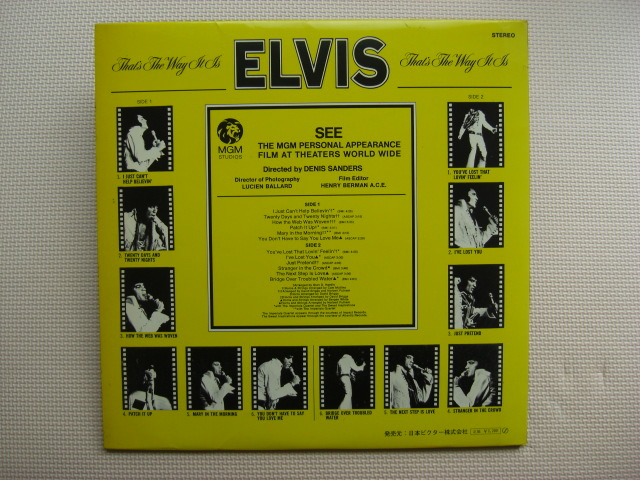 STEREO
That's The Way It Is ELVIS That's The Way It Is
SIDE 1
SIDE 2
MGM
STUDIOS
SEE
THE MGM PERSONAL APPEARANCE
FILM AT THEATERS WORLD WIDE
Directed by DENIS SANDERS
Director of Photography
LUCIEN BALLARD
Film Editor
HENRY BERMAN A.C.E.
SIDE 1
I Just Can't Help Believin'
Twenty Days and Twenty Nights
How the Web Was Woven
Patch It Up
Mary in the Morning
You Don't Have to Say You Love Me
SIDE 2
You've Lost That Lovin' Feelin'
I've Lost You
Just Pretend
Stranger in the Crowd
The Next Step Is Love
Bridge Over Troubled Water
1. I JUST CAN'T
HELP BELIEVIN'
2. TWENTY DAYS AND
TWENTY NIGHTS
3. HOW THE WEB WAS WOVEN
4. PATCH IT UP
5. MARY IN THE MORNING
6. YOU DON'T HAVE TO SAY
YOU LOVE ME
1. YOU'VE LOST THAT
LOVIN' FEELIN'
2. I'VE LOST YOU
3. JUST PRETEND
6. BRIDGE OVER TROUBLED
WATER
5. THE NEXT STEP IS LOVE
4. STRANGER IN THE CROWD
発売元:日本ビクター株式会社